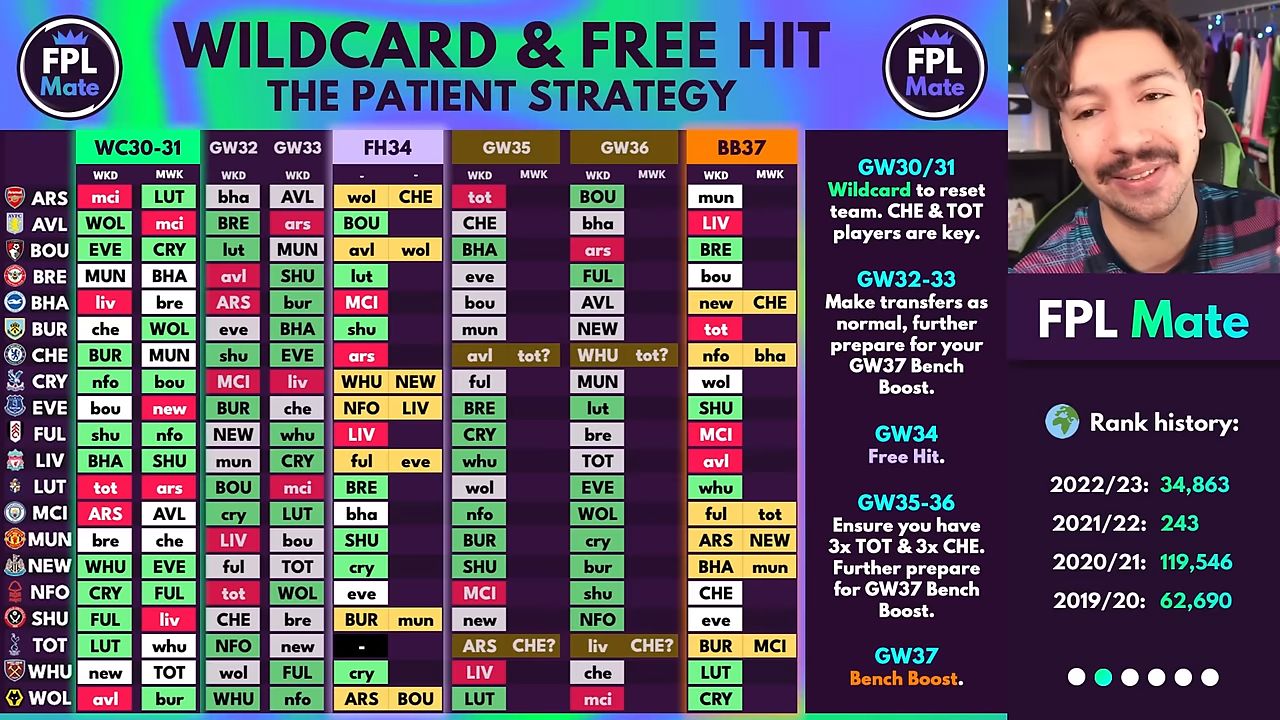 FPL
Mate
WILDCARD & FREE HIT
THE PATIENT STRATEGY
FPL
Mate
WC30-31 GW32 GW33 FH34 GW35 GW36 BB37
WKD MWK WKD WKD - - WKD MWK WKD MWK WKD MWK
ARS mci LUT bha AVL wol CHE tot BOU mun
AVL WOL mci BRE ars BOU CHE bha LIV
BOU EVE CRY lut MUN avl wol BHA ars BRE
BRE MUN BHA avl SHU lut eve FUL bou
BHA liv bre ARS bur MCI bou AVL new CHE
BUR che WOL eve BHA shu mun NEW tot
CHE BUR MUN shu EVE ars avl tot? WHU tot? nfo bha
CRY nfo bou MCI liv WHU NEW ful MUN wol
EVE bou new BUR che NFO LIV BRE lut SHU
FUL shu nfo NEW whu LIV CRY bre MCI
LIV BHA SHU mun CRY ful eve whu TOT avl
LUT tot ars BOU mci BRE wol EVE whu
MCI ARS AVL cry LUT bha nfo WOL ful tot
MUN bre che LIV bou SHU BUR cry ARS NEW
NEW WHU EVE ful TOT cry SHU bur BHA mun
NFO CRY FUL tot WOL eve MCI shu CHE
SHU FUL liv CHE bre BUR mun new NFO eve
TOT LUT whu NFO new - ARS CHE? liv CHE? BUR MCI
WHU new TOT wol FUL cry LIV che LUT
WOL avl bur WHU nfo ARS BOU LUT mci CRY
GW30/31
Wildcard to reset
team. CHE & TOT
players are key.
GW32-33
Make transfers as
normal, further
prepare for your
GW37 Bench
Boost.
GW34
Free Hit.
GW35-36
Ensure you have
3x TOT & 3x CHE.
Further prepare
for GW37 Bench
Boost.
GW37
Bench Boost.
FPL Mate
Rank history:
2022/23: 34,863
2021/22: 243
2020/21: 119,546
2019/20: 62,690